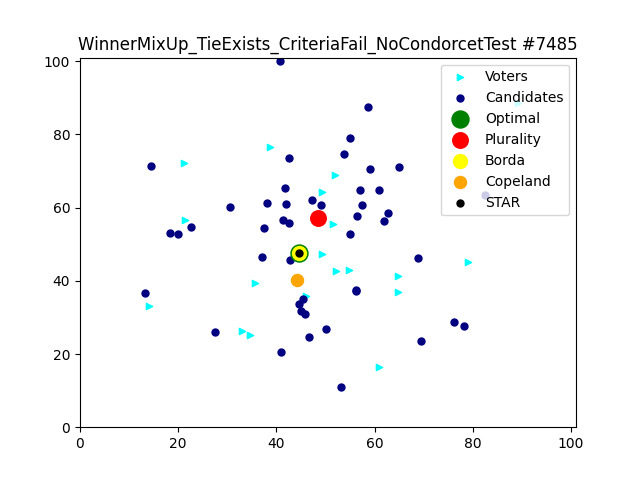 WinnerMixUp_TieExists_CriteriaFail_NoCondorcetTest #7485
Voters
Candidates
Optimal
Plurality
Borda
Copeland
STAR
100
80
60
40
20
0
0 20 40 60 80 100